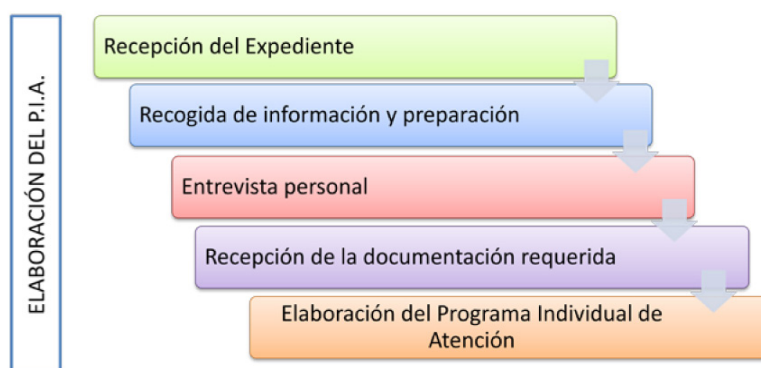 ELABORACIÓN DEL P.I.A.
Recepción del Expediente
Recogida de información y preparación
Entrevista personal
Recepción de la documentación requerida
Elaboración del Programa Individual de
Atención